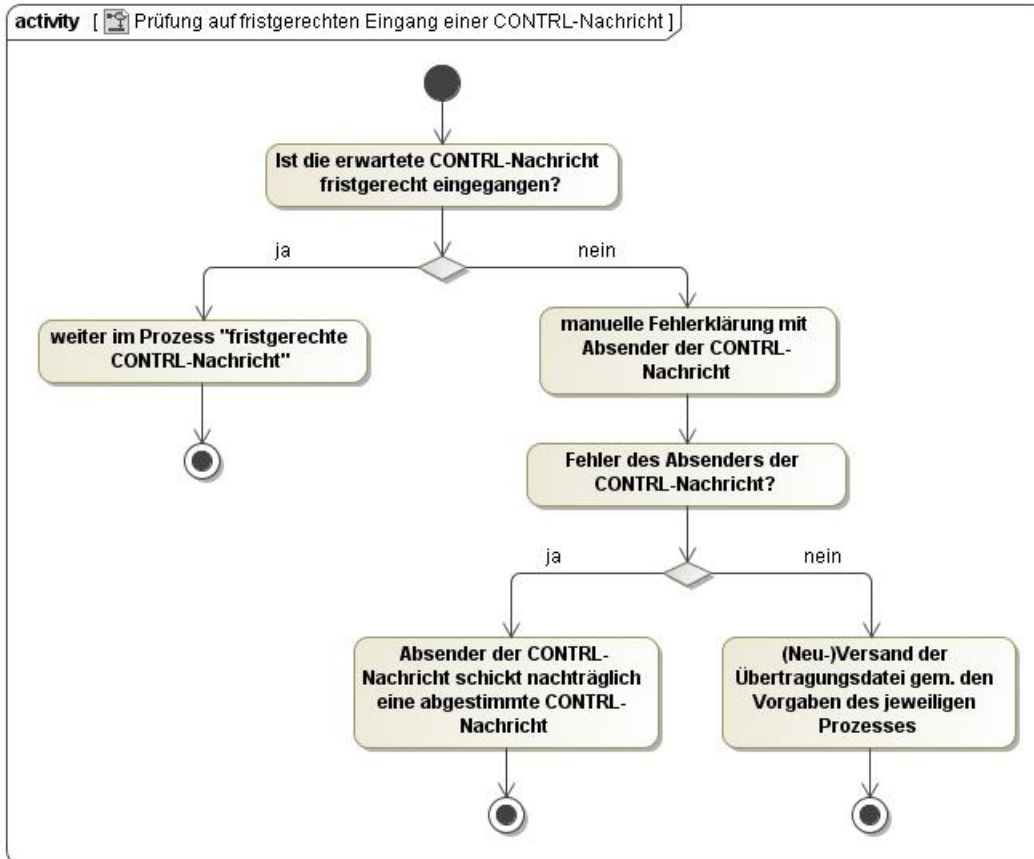 activity [ Prüfung auf fristgerechten Eingang einer CONTRL-Nachricht ]
Ist die erwartete CONTRL-Nachricht
fristgerecht eingegangen?
ja
nein
weiter im Prozess "fristgerechte
CONTRL-Nachricht"
manuelle Fehlerklärung mit
Absender der CONTRL-
Nachricht
Fehler des Absenders der
CONTRL-Nachricht?
ja
nein
Absender der CONTRL-
Nachricht schickt nachträglich
eine abgestimmte CONTRL-
Nachricht
(Neu-)Versand der
Übertragungsdatei gem. den
Vorgaben des jeweiligen
Prozesses